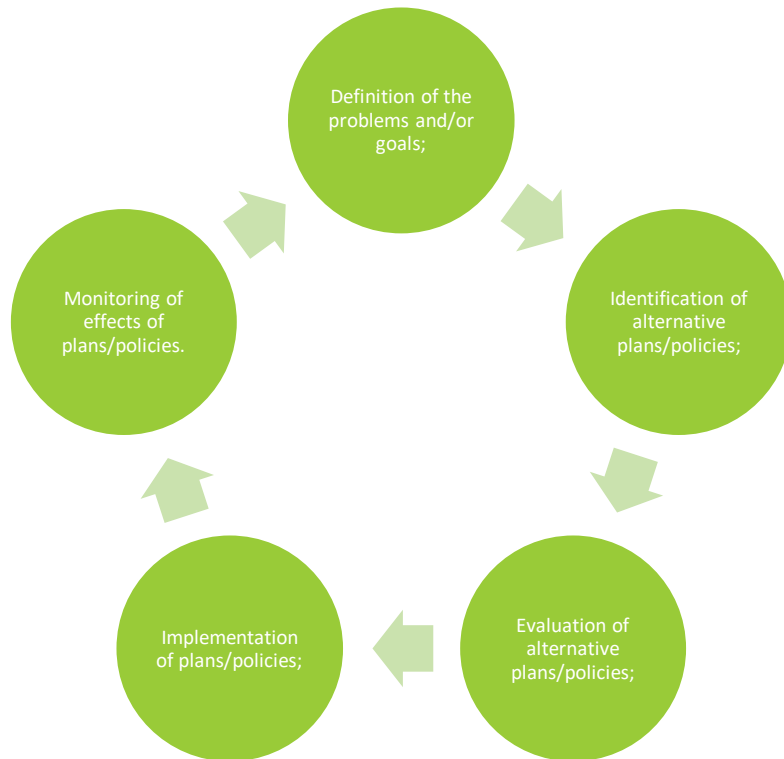 Definition of the
problems and/or
goals;
Identification of
alternative
plans/policies;
Evaluation of
alternative
plans/policies;
Implementation
of plans/policies;
Monitoring of
effects of
plans/policies.